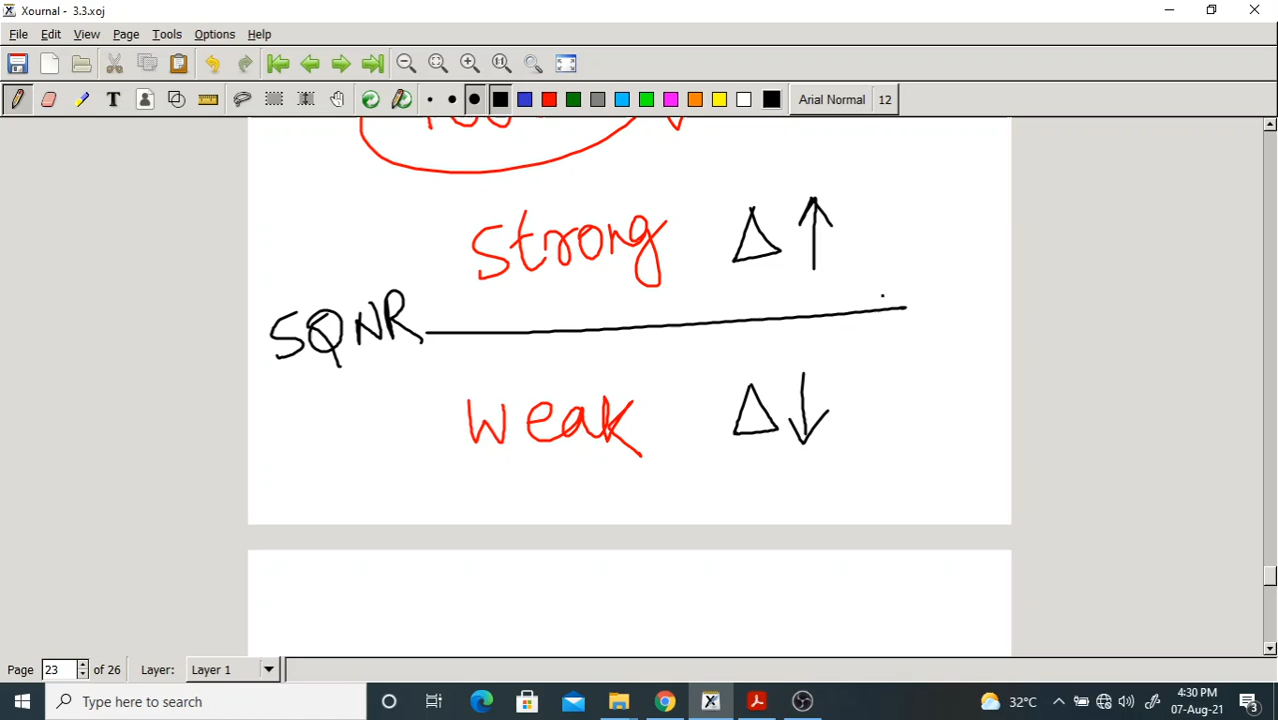 Xournal - 3.3.xoj
File Edit View Page Tools Options Help
Arial Normal 12
strong Δ ↑
SQNR
weak Δ ↓
Page 23 of 26 Layer: Layer 1
Type here to search
32°C
4:30 PM
07-Aug-21
3